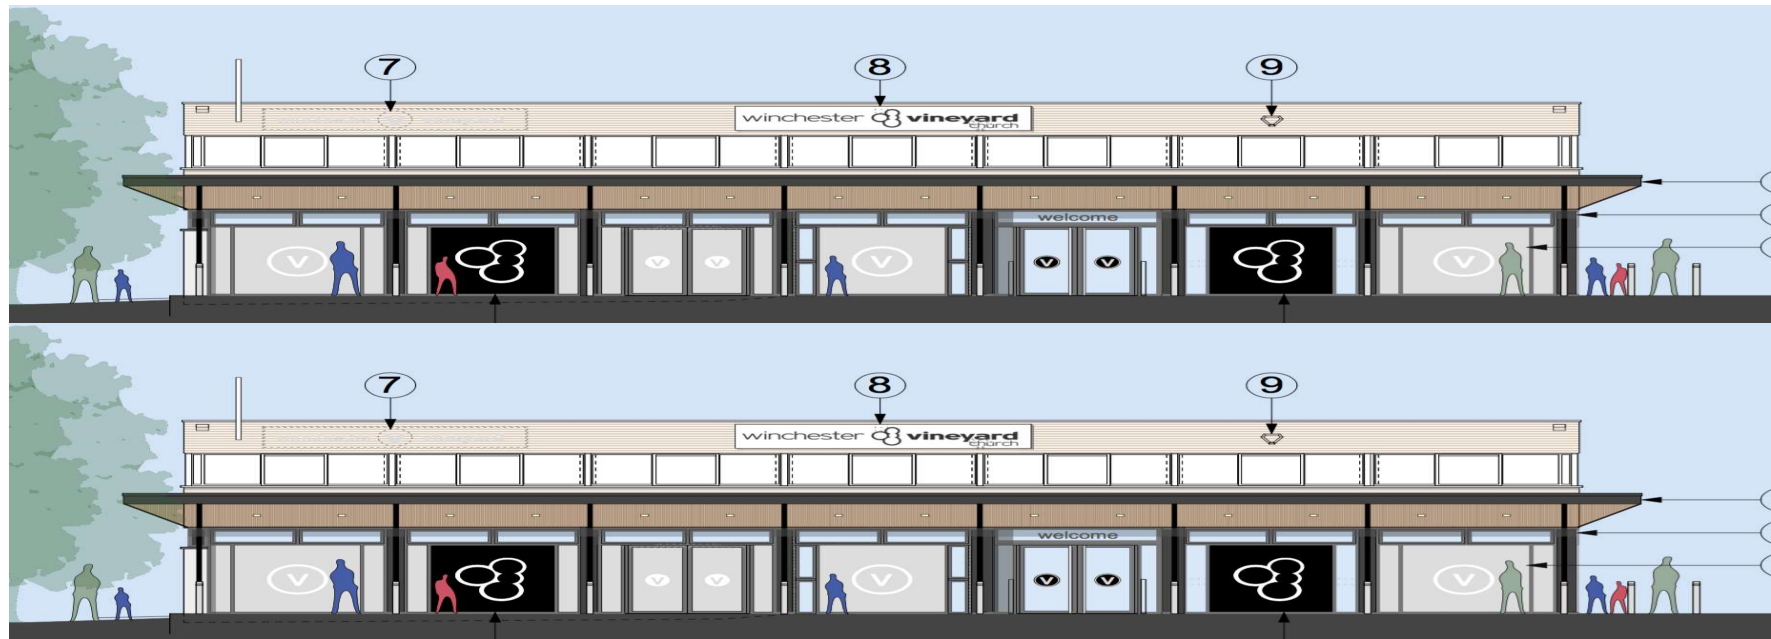 7 8 9
winchester vineyard
church
welcome
V V V V V V V
7 8 9
winchester vineyard
church
welcome
V V V V V V V